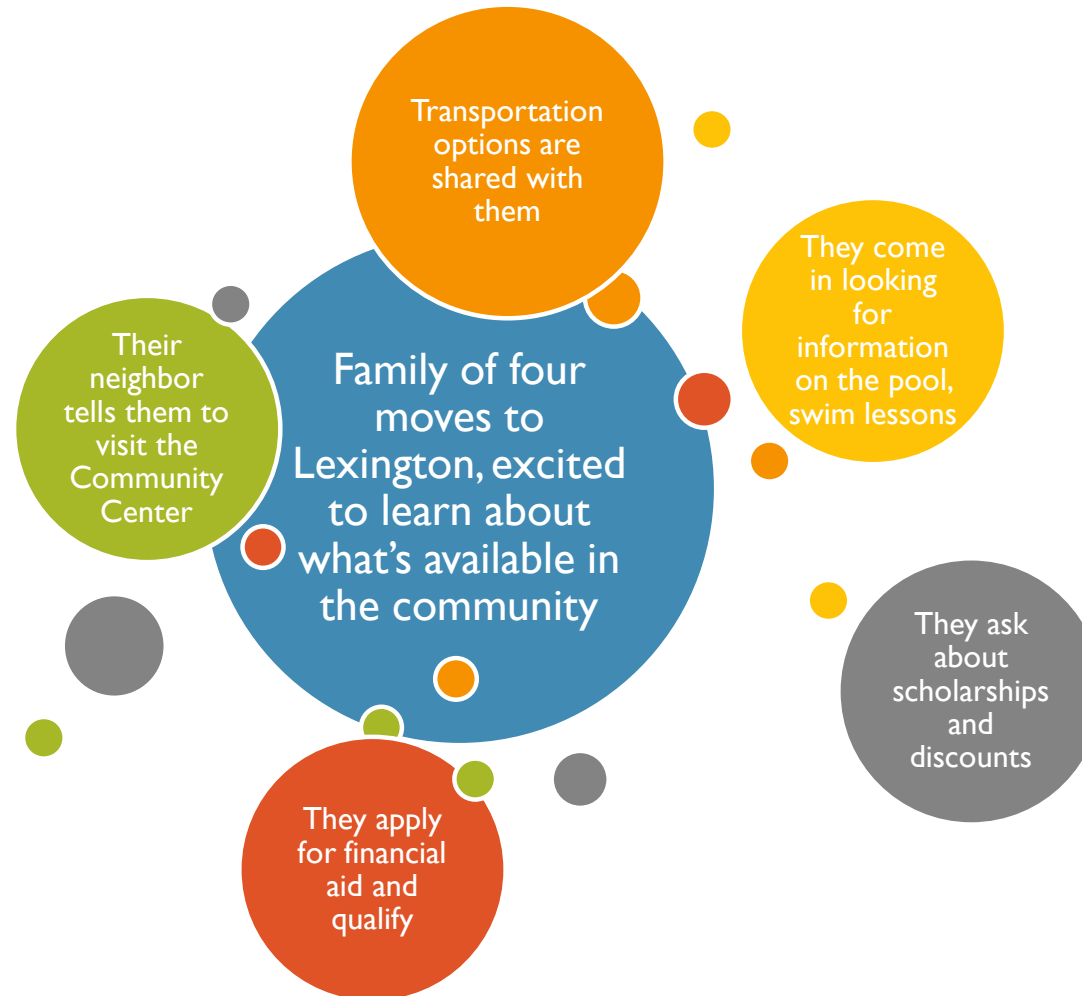 Transportation
options are
shared with
them
They come
in looking
for
information
on the pool,
swim lessons
Their
neighbor
tells them to
visit the
Community
Center
Family of four
moves to
Lexington, excited
to learn about
what’s available in
the community
They ask
about
scholarships
and
discounts
They apply
for financial
aid and
qualify